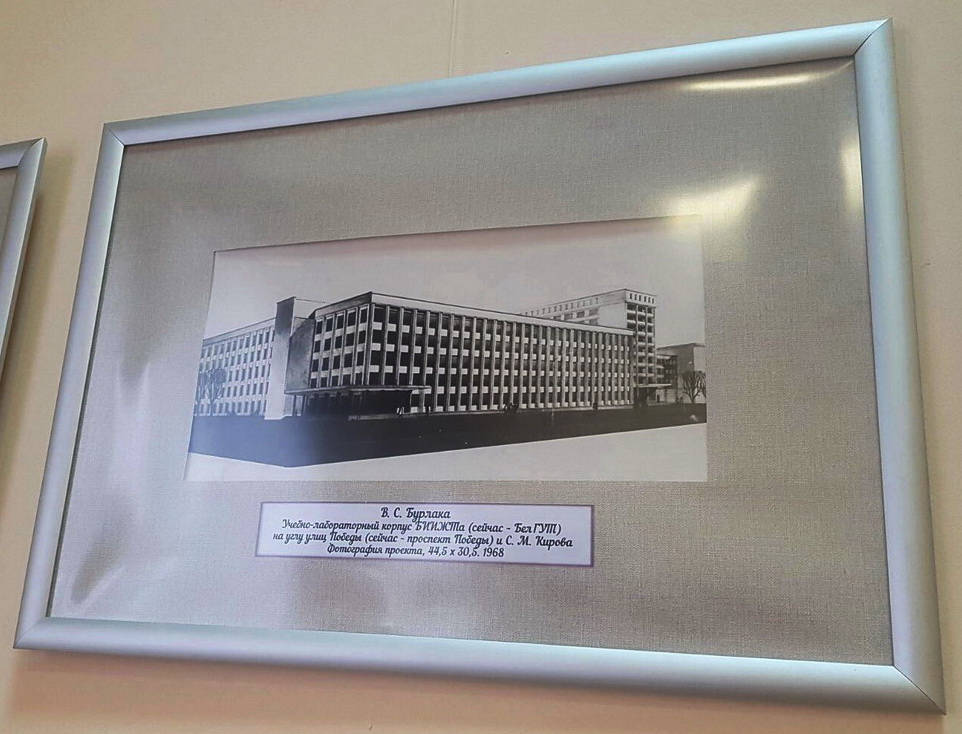 В. С. Бурлака
Учебно-лабораторный корпус БИИЖТа (сейчас - БелГУТ)
на углу улиц Победы (сейчас - проспект Победы) и С. М. Кирова
Фотография проекта, 44,5 х 30,5. 1968